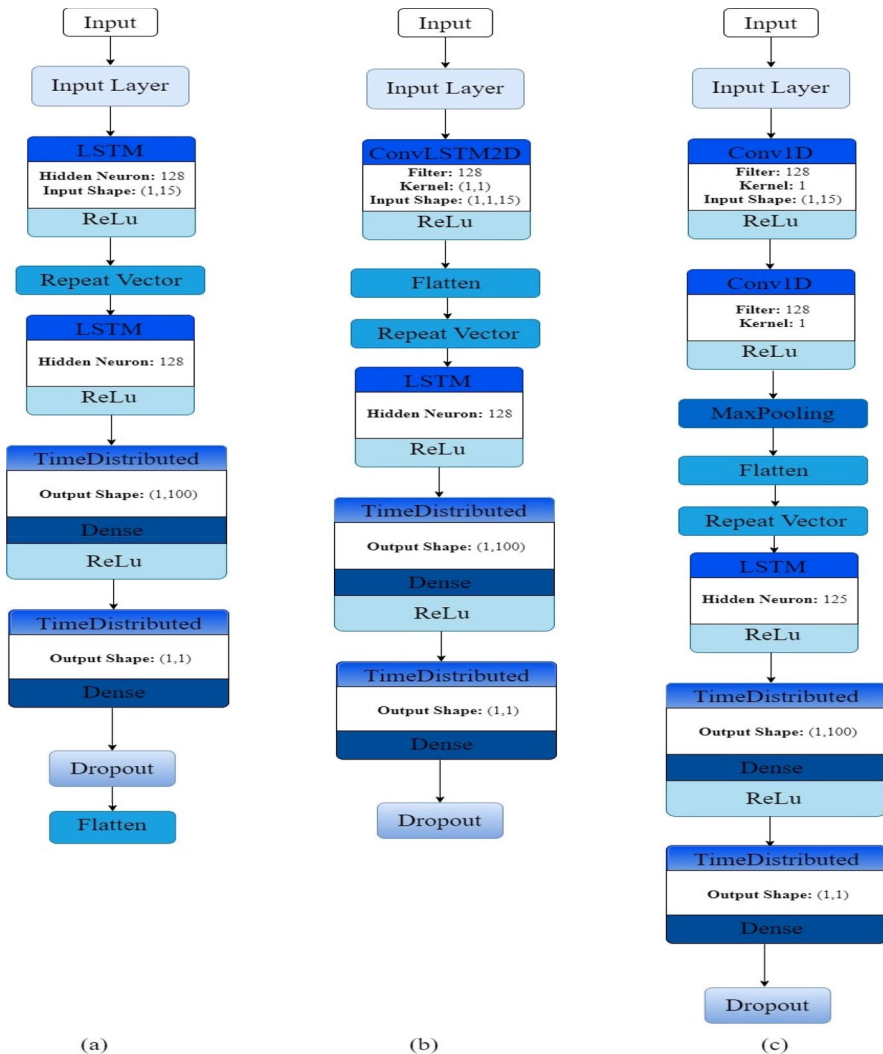 Input
Input Layer
LSTM
Hidden Neuron: 128
Input Shape: (1,15)
ReLu
Repeat Vector
LSTM
Hidden Neuron: 128
ReLu
TimeDistributed
Output Shape: (1,100)
Dense
ReLu
TimeDistributed
Output Shape: (1,1)
Dense
Dropout
Flatten
(a)
Input
Input Layer
ConvLSTM2D
Filter: 128
Kernel: (1,1)
Input Shape: (1,1,15)
ReLu
Flatten
Repeat Vector
LSTM
Hidden Neuron: 128
ReLu
TimeDistributed
Output Shape: (1,100)
Dense
ReLu
TimeDistributed
Output Shape: (1,1)
Dense
Dropout
(b)
Input
Input Layer
Conv1D
Filter: 128
Kernel: 1
Input Shape: (1,15)
ReLu
Conv1D
Filter: 128
Kernel: 1
ReLu
MaxPooling
Flatten
Repeat Vector
LSTM
Hidden Neuron: 125
ReLu
TimeDistributed
Output Shape: (1,100)
Dense
ReLu
TimeDistributed
Output Shape: (1,1)
Dense
Dropout
(c)